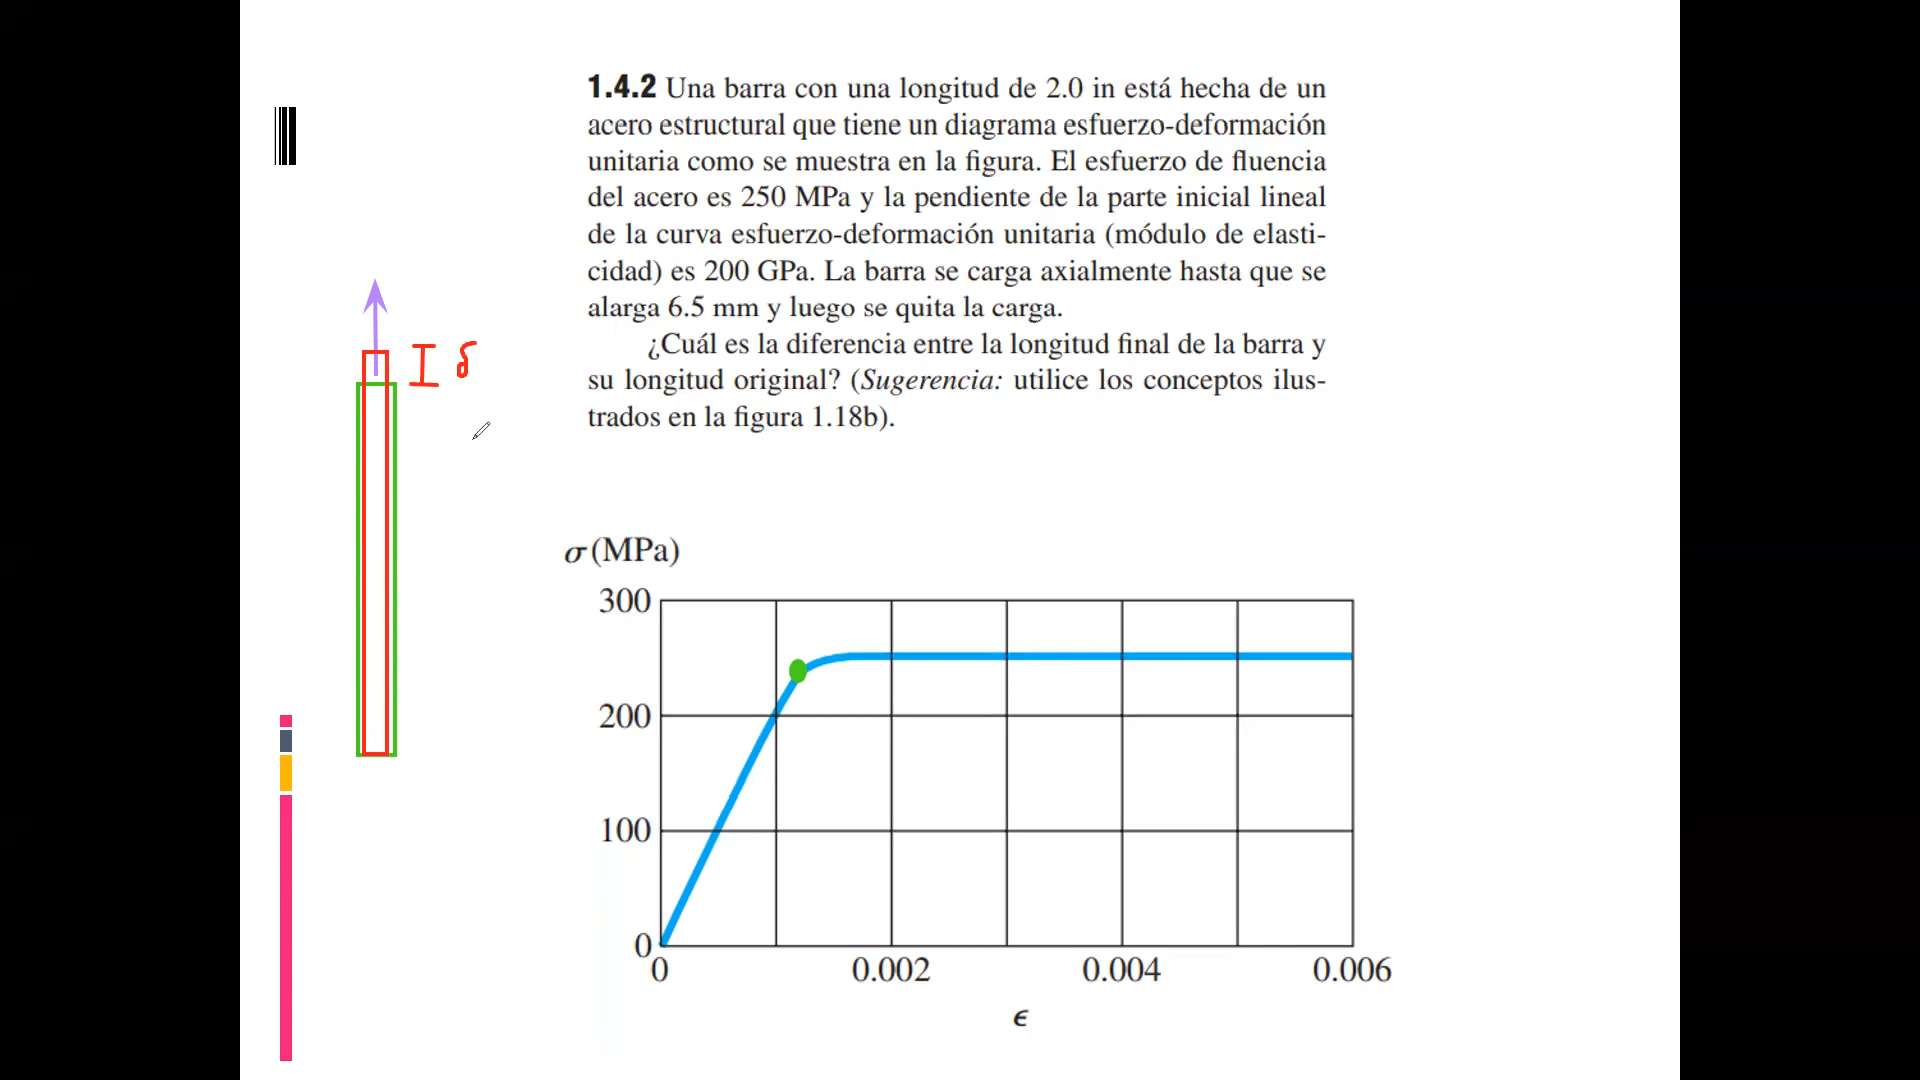 1.4.2 Una barra con una longitud de 2.0 in está hecha de un
acero estructural que tiene un diagrama esfuerzo-deformación
unitaria como se muestra en la figura. El esfuerzo de fluencia
del acero es 250 MPa y la pendiente de la parte inicial lineal
de la curva esfuerzo-deformación unitaria (módulo de elasti-
cidad) es 200 GPa. La barra se carga axialmente hasta que se
alarga 6.5 mm y luego se quita la carga.
¿Cuál es la diferencia entre la longitud final de la barra y
su longitud original? (Sugerencia: utilice los conceptos ilus-
trados en la figura 1.18b).
δ
σ (MPa)
300
200
100
0
0 0.002 0.004 0.006
ϵ